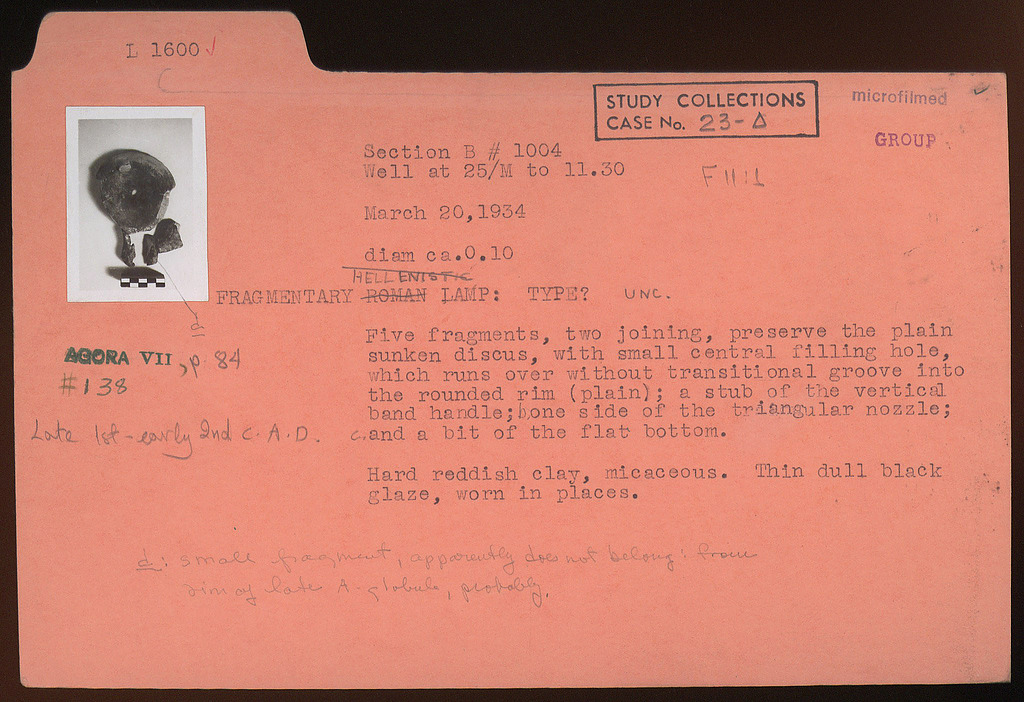 L 1600 ✓
STUDY COLLECTIONS
CASE No. 23-Δ
microfilmed
GROUP
Section B # 1004
Well at 25/M to 11.30
F 11:1
March 20,1934
diam ca.0.10
HELLENISTIC
FRAGMENTARY ROMAN LAMP: TYPE? UNC.
d
Five fragments, two joining, preserve the plain
sunken discus, with small central filling hole,
which runs over without transitional groove into
the rounded rim (plain); a stub of the vertical
band handle; b. one side of the triangular nozzle;
c. and a bit of the flat bottom.
AGORA VII, p. 84
#138
Late 1st-early 2nd c. A.D.
Hard reddish clay, micaceous. Thin dull black
glaze, worn in places.
d: small fragment, apparently does not belong: from
rim of late A-globule, probably.